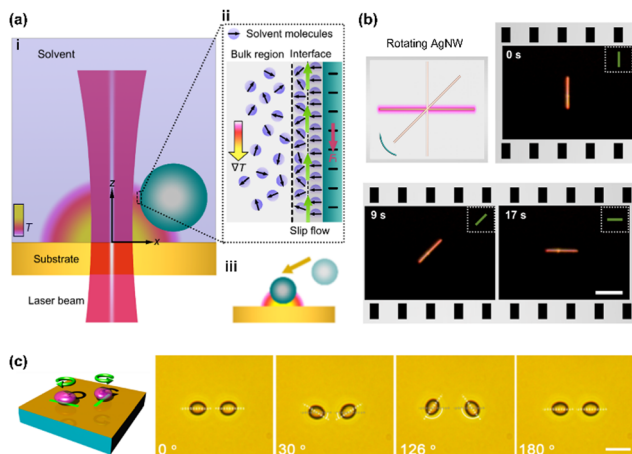 (a)
i
Solvent
z
x
T
Substrate
Laser beam
ii
Solvent molecules
Bulk region
Interface
∇T
F
Slip flow
iii
(b)
Rotating AgNW
0 s
9 s
17 s
(c)
0 °
30 °
126 °
180 °